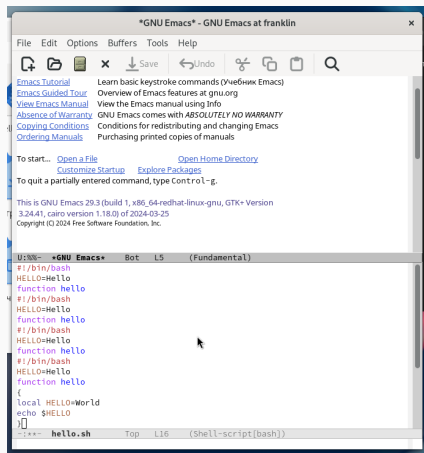 *GNU Emacs* - GNU Emacs at franklin
File Edit Options Buffers Tools Help
Save Undo
Emacs Tutorial Learn basic keystroke commands (Учебник Emacs)
Emacs Guided Tour Overview of Emacs features at gnu.org
View Emacs Manual View the Emacs manual using Info
Absence of Warranty GNU Emacs comes with ABSOLUTELY NO WARRANTY
Copying Conditions Conditions for redistributing and changing Emacs
Ordering Manuals Purchasing printed copies of manuals
To start... Open a File Open Home Directory
Customize Startup Explore Packages
To quit a partially entered command, type Control-g.
This is GNU Emacs 29.3 (build 1, x86_64-redhat-linux-gnu, GTK+ Version
3.24.41, cairo version 1.18.0) of 2024-03-25
Copyright (C) 2024 Free Software Foundation, Inc.
U:%%- *GNU Emacs* Bot L5 (Fundamental)
#!/bin/bash
HELLO=Hello
function hello
#!/bin/bash
HELLO=Hello
function hello
#!/bin/bash
HELLO=Hello
function hello
#!/bin/bash
HELLO=Hello
function hello
{
local HELLO=World
echo $HELLO
}
-:**- hello.sh Top L16 (Shell-script[bash])